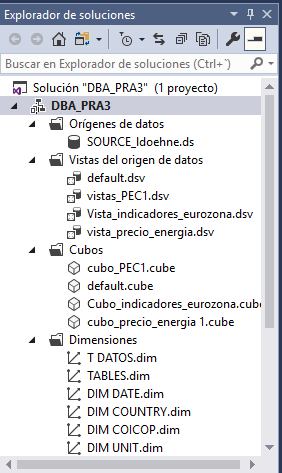 Explorador de soluciones
Buscar en Explorador de soluciones (Ctrl+`)
Solución "DBA_PRA3" (1 proyecto)
DBA_PRA3
Orígenes de datos
SOURCE_ldoehne.ds
Vistas del origen de datos
default.dsv
vistas_PEC1.dsv
Vista_indicadores_eurozona.dsv
vista_precio_energia.dsv
Cubos
cubo_PEC1.cube
default.cube
Cubo_indicadores_eurozona.cube
cubo_precio_energia 1.cube
Dimensiones
T DATOS.dim
TABLES.dim
DIM DATE.dim
DIM COUNTRY.dim
DIM COICOP.dim
DIM UNIT.dim